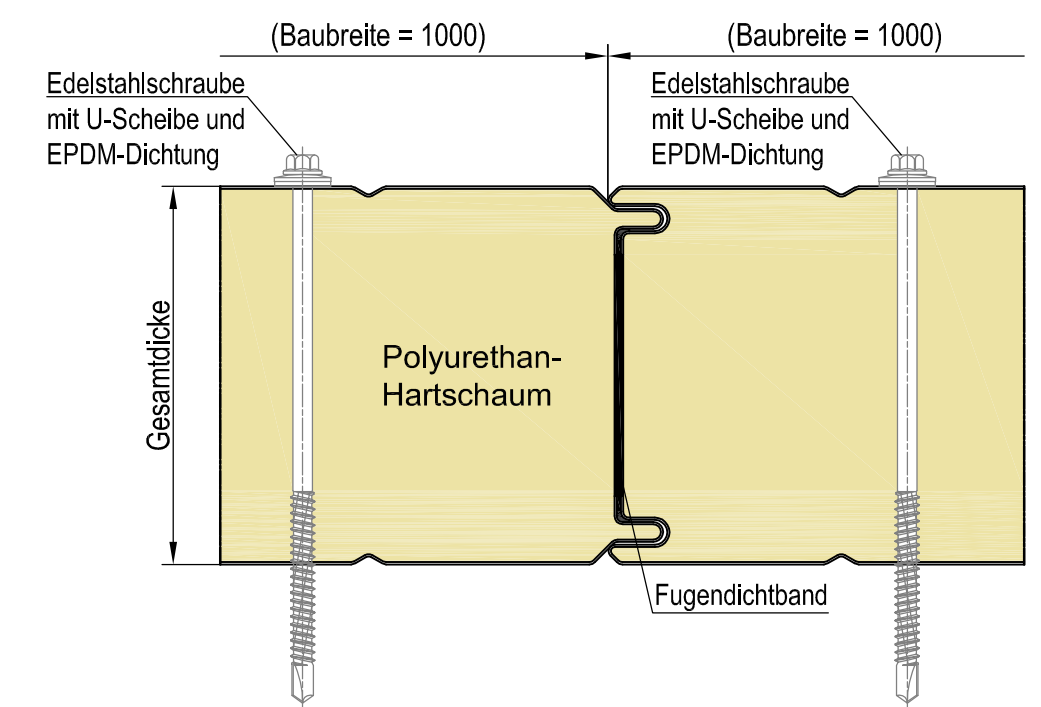 (Baubreite = 1000)
(Baubreite = 1000)
Edelstahlschraube
mit U-Scheibe und
EPDM-Dichtung
Edelstahlschraube
mit U-Scheibe und
EPDM-Dichtung
Gesamtdicke
Polyurethan-
Hartschaum
Fugendichtband